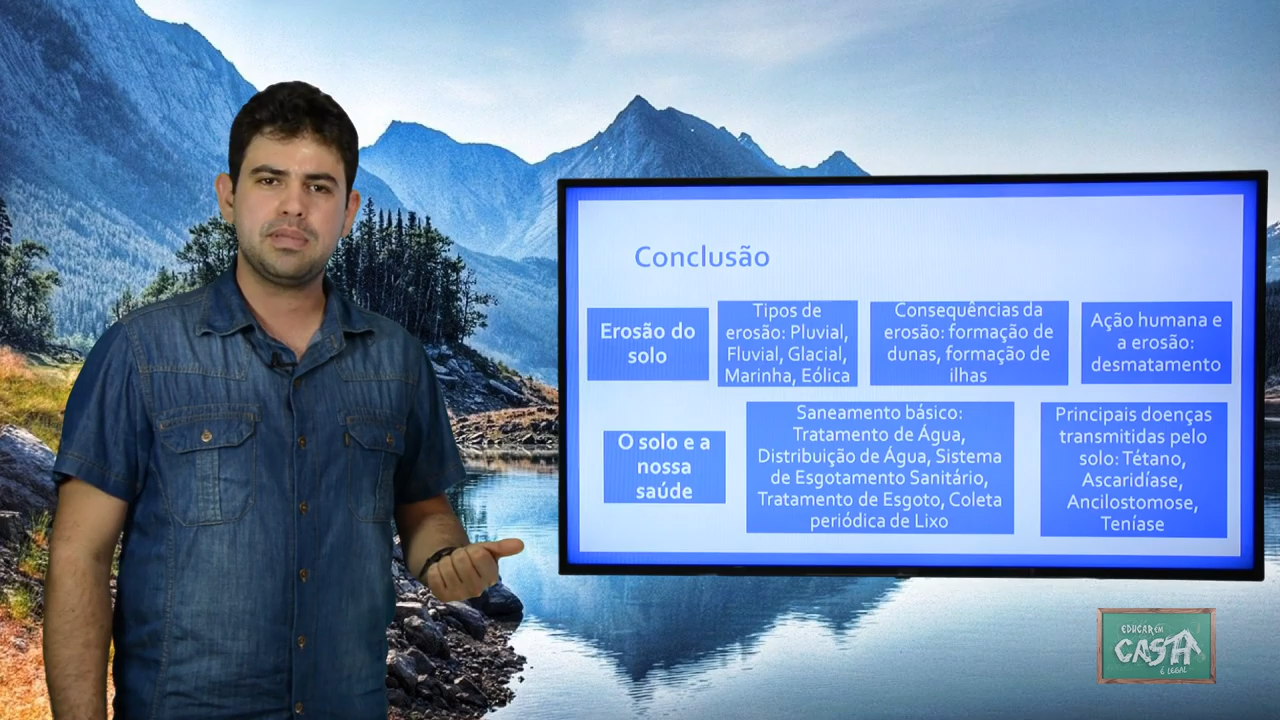 Conclusão
Erosão do
solo
Tipos de
erosão: Pluvial,
Fluvial, Glacial,
Marinha, Eólica
Consequências da
erosão: formação de
dunas, formação de
ilhas
Ação humana e
a erosão:
desmatamento
O solo e a
nossa
saúde
Saneamento básico:
Tratamento de Água,
Distribuição de Água, Sistema
de Esgotamento Sanitário,
Tratamento de Esgoto, Coleta
periódica de Lixo
Principais doenças
transmitidas pelo
solo: Tétano,
Ascaridíase,
Ancilostomose,
Teníase
EDUCAR EM
CASA
É LEGAL